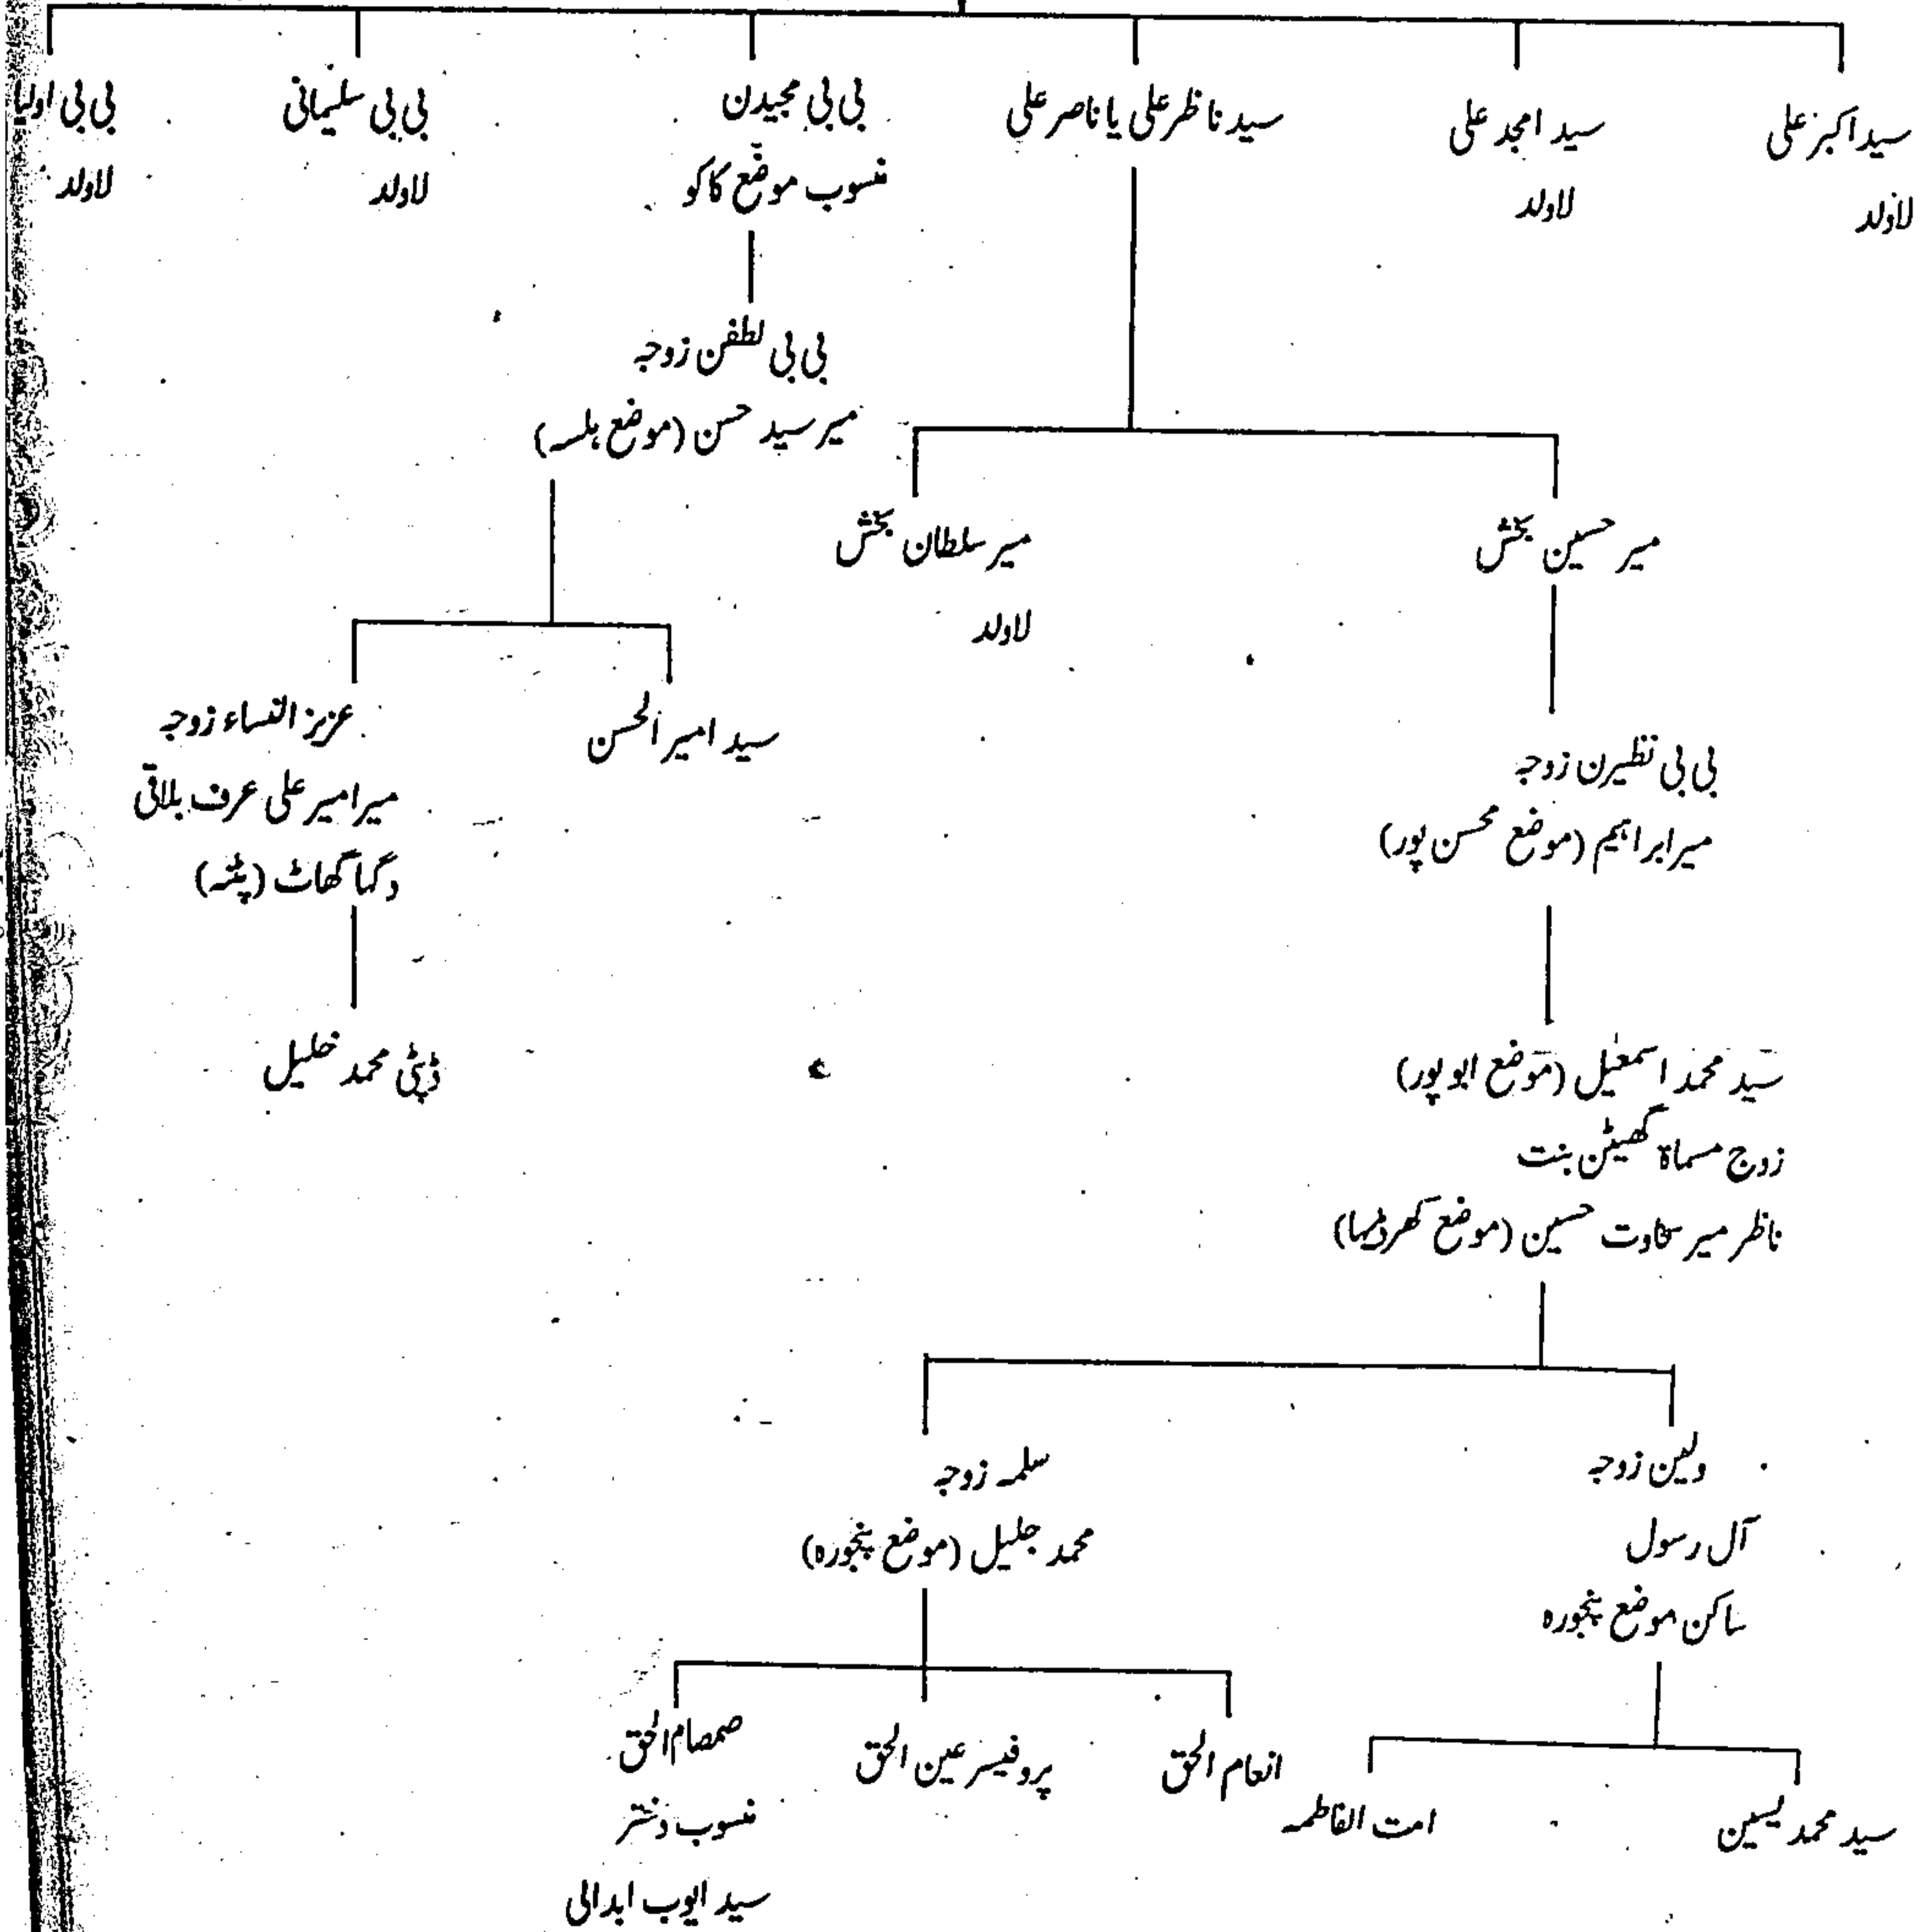 سید اکبر علی
لاولد
سید امجد علی
لاولد
سید ناظر علی یا ناصر علی
بی بی مجیدن
منسوب موضع کاکو
بی بی سلیمانی
لاولد
بی بی اولیا
لاولد
بی بی لطفن زوجہ
میر سید حسن (موضع ہلسہ)
میر حسین بخش
میر سلطان بخش
لاولد
سید امیر الحسن
عزیز النساء زوجہ
میر امیر علی عرف بلاقی
دگہا گھاٹ (پٹنہ)
بی بی نظیرن زوجہ
میر ابراہیم (موضع محسن پور)
ڈپٹی محمد خلیل
سید محمد اسمعیل (موضع ابو پور)
زوج مسماۃ گھیٹن بنت
ناظر میر سخاوت حسین (موضع کھرڈیہا)
ولین زوجہ
آل رسول
ساکن موضع پنجورہ
سلمہ زوجہ
محمد جلیل (موضع پنجورہ)
سید محمد یسین
امت الفاطمہ
انعام الحق
پروفیسر عین الحق
صمصام الحق
منسوب دختر
سید ایوب ابدالی